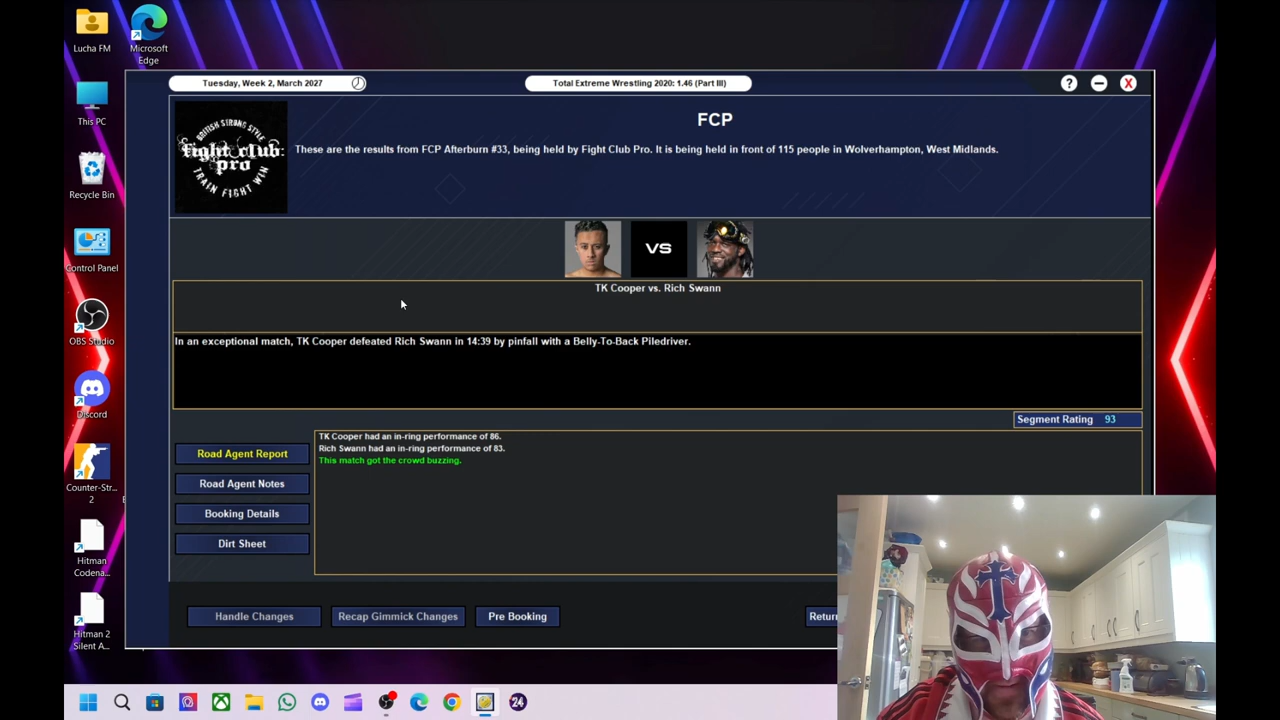 Lucha FM
Microsoft
Edge
This PC
Recycle Bin
Control Panel
OBS Studio
Discord
Counter-Str...
2
Hitman
Codena...
Hitman 2
Silent A...
Tuesday, Week 2, March 2027
Total Extreme Wrestling 2020: 1.46 (Part III)
?
X
BRITISH STRONG STYLE
fight club:
pro
TRAIN FIGHT WIN
FCP
These are the results from FCP Afterburn #33, being held by Fight Club Pro. It is being held in front of 115 people in Wolverhampton, West Midlands.
VS
TK Cooper vs. Rich Swann
In an exceptional match, TK Cooper defeated Rich Swann in 14:39 by pinfall with a Belly-To-Back Piledriver.
Segment Rating 93
TK Cooper had an in-ring performance of 86.
Rich Swann had an in-ring performance of 83.
This match got the crowd buzzing.
Road Agent Report
Road Agent Notes
Booking Details
Dirt Sheet
Handle Changes
Recap Gimmick Changes
Pre Booking
Return
24